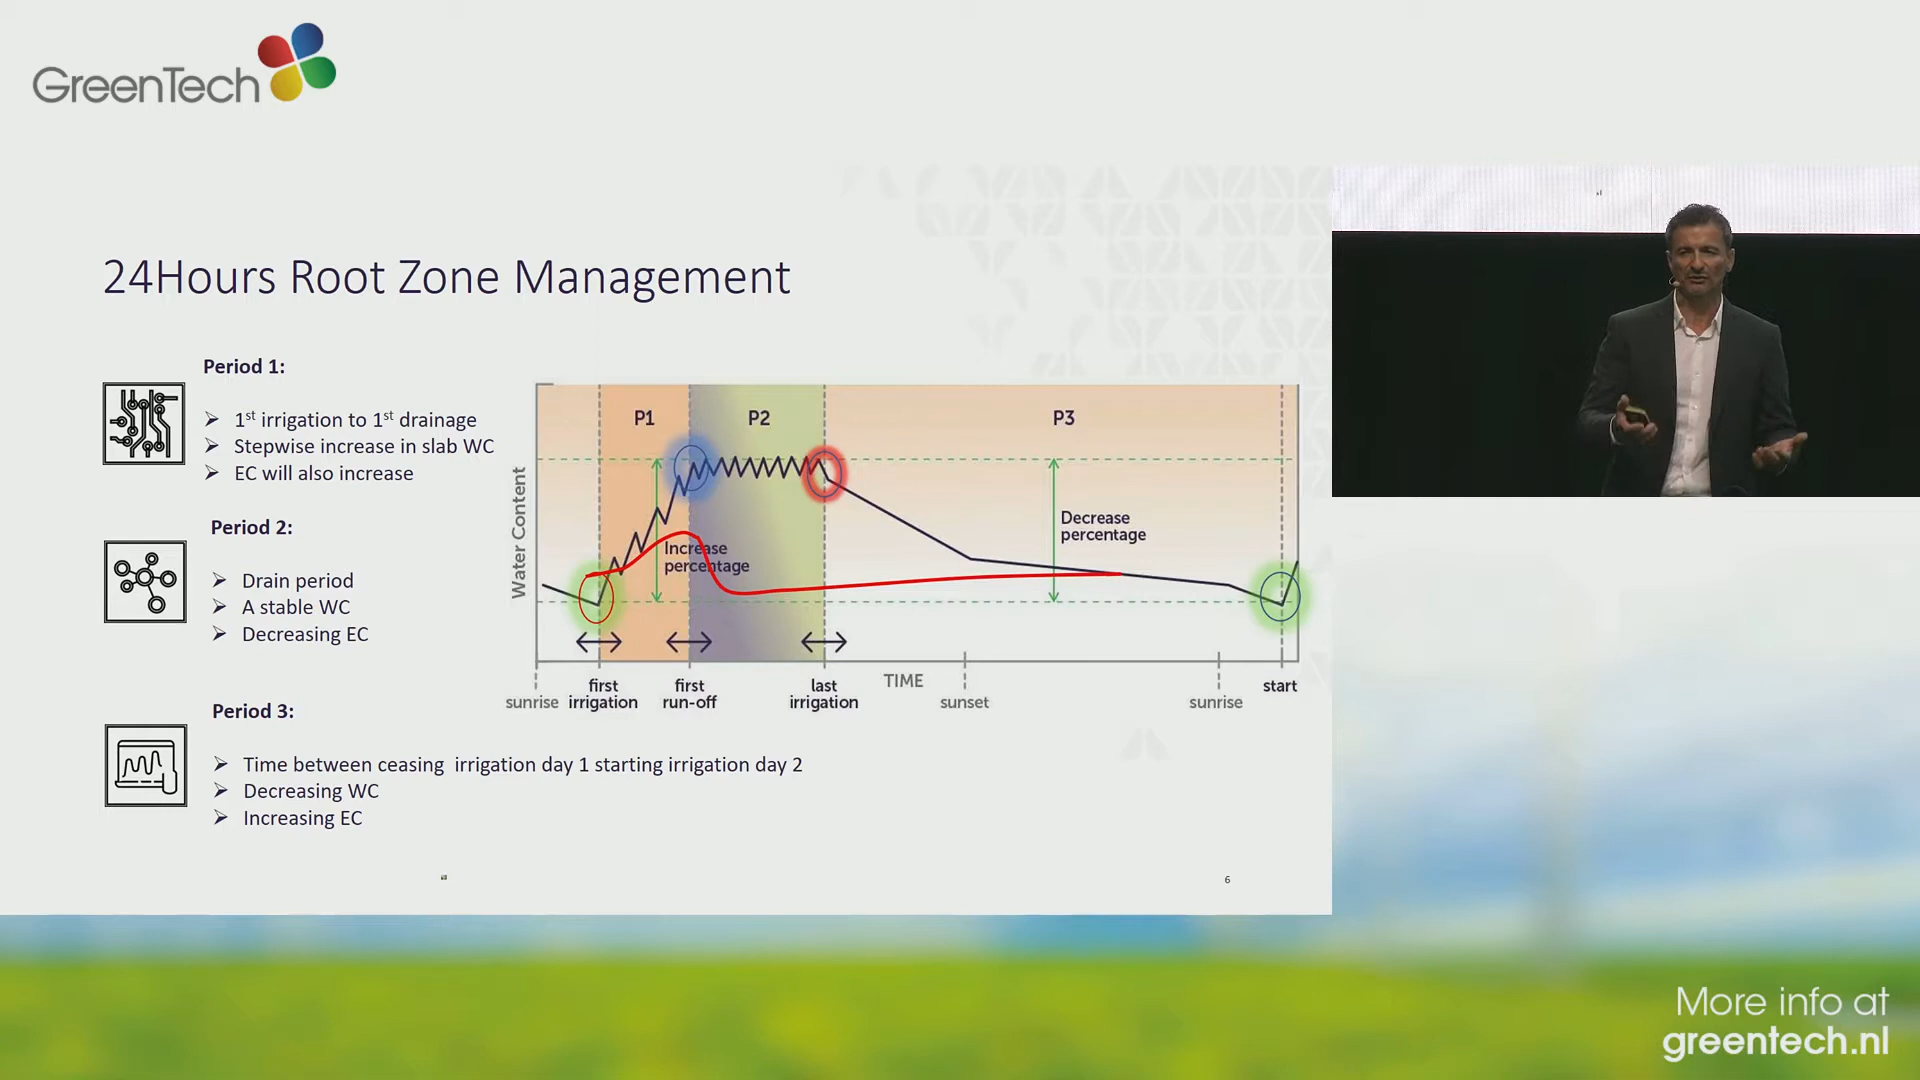 GreenTech
24Hours Root Zone Management
Period 1:
1st irrigation to 1st drainage
Stepwise increase in slab WC
EC will also increase
Period 2:
Drain period
A stable WC
Decreasing EC
Period 3:
Time between ceasing irrigation day 1 starting irrigation day 2
Decreasing WC
Increasing EC
P1
P2
P3
Water Content
Increase
percentage
Decrease
percentage
sunrise
first
irrigation
first
run-off
last
irrigation
TIME
sunset
sunrise
start
6
More info at
greentech.nl